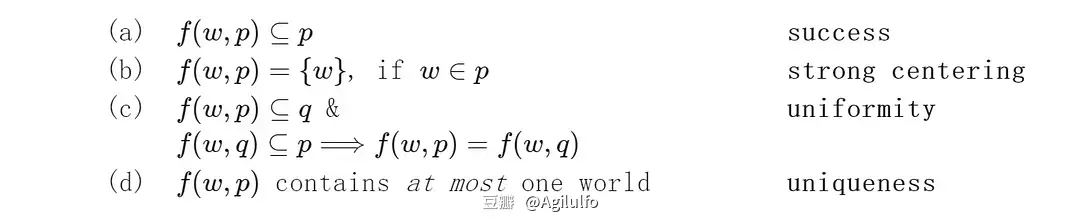 (a) f(w, p) ⊆ p success
(b) f(w, p) = {w}, if w ∈ p strong centering
(c) f(w, p) ⊆ q & uniformity
f(w, q) ⊆ p ⟹ f(w, p) = f(w, q)
(d) f(w, p) contains at most one world uniqueness
豆瓣 @Agilulfo